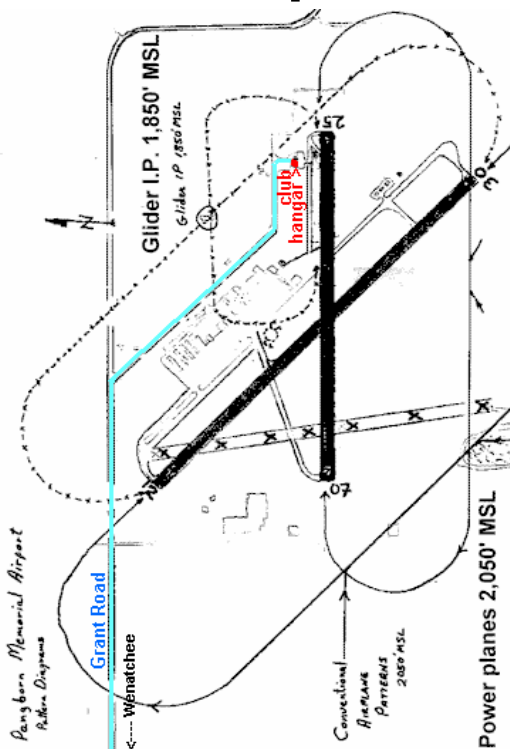 Pangborn Memorial Airport
Pattern Diagrams
Grant Road
<---- Wenatchee
N
Glider I.P. 1,850' MSL
Glider IP 1850 MSL
club
hangar >
25
30
12
07
Conventional
AIRPLANE
PATTERNS
2050' MSL
Power planes 2,050' MSL